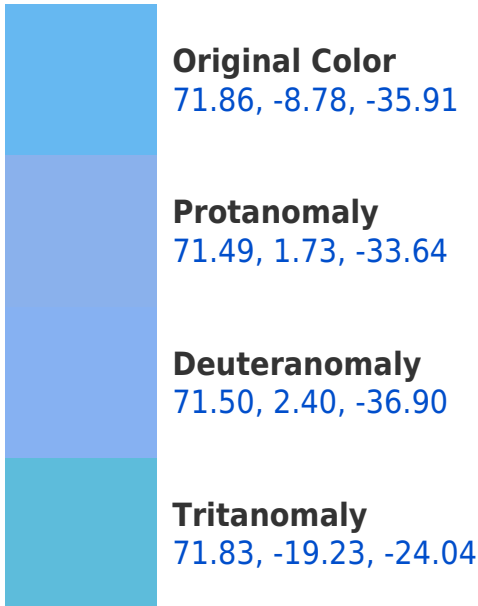 Original Color
71.86, -8.78, -35.91
Protanomaly
71.49, 1.73, -33.64
Deuteranomaly
71.50, 2.40, -36.90
Tritanomaly
71.83, -19.23, -24.04